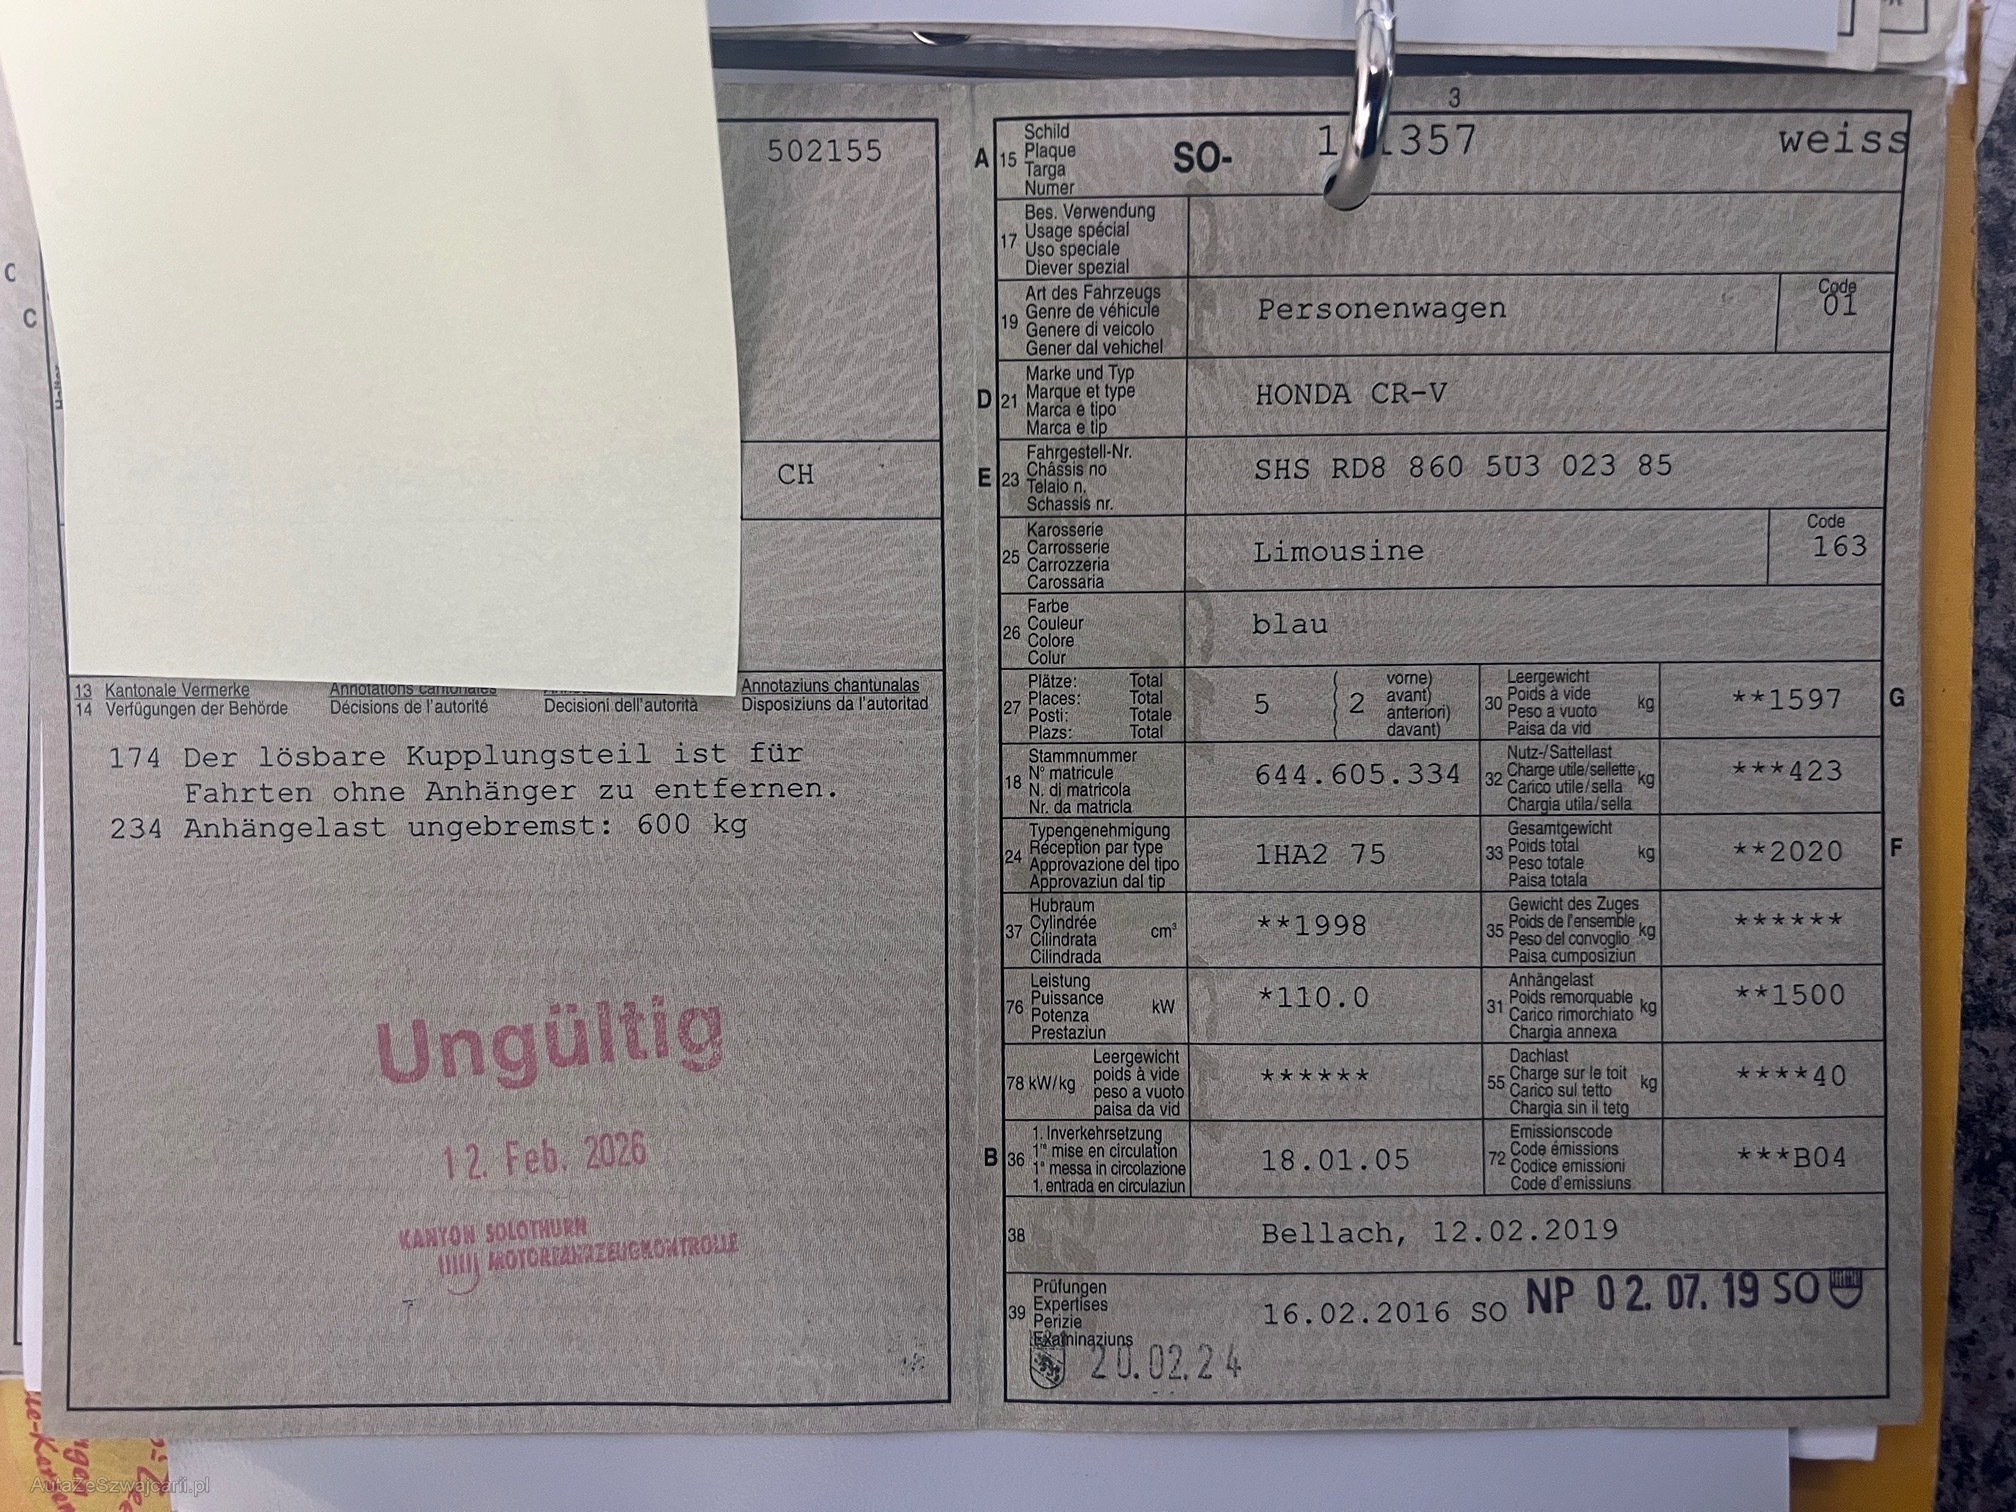 3
502155
C
C
CH
13 Kantonale Vermerke Annotations cantonales Annotaziuns chantunalas
14 Verfügungen der Behörde Décisions de l'autorité Decisioni dell'autorità Disposiziuns da l'autoritad
174 Der lösbare Kupplungsteil ist für
Fahrten ohne Anhänger zu entfernen.
234 Anhängelast ungebremst: 600 kg
Ungültig
12. Feb. 2026
KANTON SOLOTHURN
MOTORFAHRZEUGKONTROLLE
A 15 Schild
Plaque
Targa
Numer
SO- 1 357 weiss
17 Bes. Verwendung
Usage spécial
Uso speciale
Diever spezial
19 Art des Fahrzeugs
Genre de véhicule
Genere di veicolo
Gener dal vehichel
Personenwagen
Code
01
D 21 Marke und Typ
Marque et type
Marca e tipo
Marca e tip
HONDA CR-V
E 23 Fahrgestell-Nr.
Châssis no
Telaio n.
Schassis nr.
SHS RD8 860 5U3 023 85
25 Karosserie
Carrosserie
Carrozzeria
Carossaria
Limousine
Code
163
26 Farbe
Couleur
Colore
Colur
blau
27 Plätze: Total
Places: Total
Posti: Totale
Plazs: Total
5 ( 2 vorne)
avant)
anteriori)
davant)
30 Leergewicht
Poids à vide
Peso a vuoto
Paisa da vid
kg **1597 G
18 Stammnummer
N° matricule
N. di matricola
Nr. da matricla
644.605.334
32 Nutz-/Sattellast
Charge utile/sellette
Carico utile/sella
Chargia utila/sella
kg ***423
24 Typengenehmigung
Réception par type
Approvazione del tipo
Approvaziun dal tip
1HA2 75
33 Gesamtgewicht
Poids total
Peso totale
Paisa totala
kg **2020 F
37 Hubraum
Cylindrée
Cilindrata
Cilindrada
cm³ **1998
35 Gewicht des Zuges
Poids de l'ensemble
Peso del convoglio
Paisa cumposiziun
kg ******
76 Leistung
Puissance
Potenza
Prestaziun
kW *110.0
31 Anhängelast
Poids remorquable
Carico rimorchiato
Chargia annexa
kg **1500
78 kW/kg Leergewicht
poids à vide
peso a vuoto
paisa da vid
******
55 Dachlast
Charge sur le toit
Carico sul tetto
Chargia sin il tetg
kg ****40
B 36 1. Inverkehrsetzung
1re mise en circulation
1a messa in circolazione
1. entrada en circulaziun
18.01.05
72 Emissionscode
Code émissions
Codice emissioni
Code d'emissiuns
***B04
38 Bellach, 12.02.2019
39 Prüfungen
Expertises
Perizie
Examinaziuns
16.02.2016 SO NP 02.07.19 SO
20.02.24
AutaZeSzwajcarii.pl